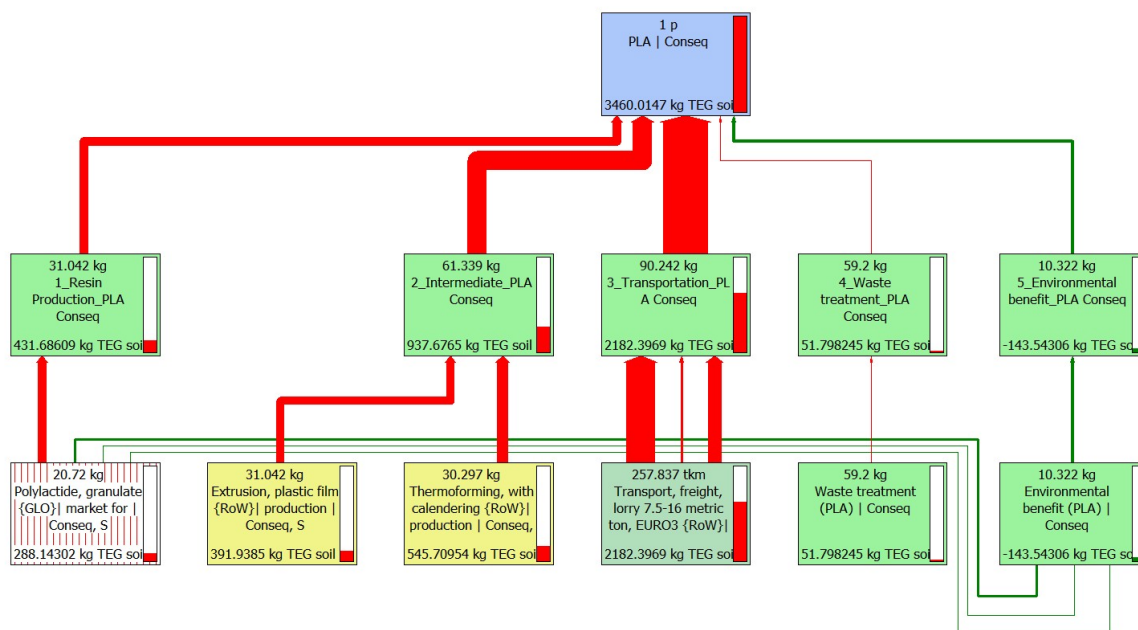 1 p
PLA | Conseq
3460.0147 kg TEG soil
31.042 kg
1_Resin
Production_PLA
Conseq
431.68609 kg TEG soil
61.339 kg
2_Intermediate_PLA
Conseq
937.6765 kg TEG soil
90.242 kg
3_Transportation_PL
A Conseq
2182.3969 kg TEG soil
59.2 kg
4_Waste
treatment_PLA
Conseq
51.798245 kg TEG soil
10.322 kg
5_Environmental
benefit_PLA Conseq
-143.54306 kg TEG so
20.72 kg
Polylactide, granulate
{GLO}| market for |
Conseq, S
288.14302 kg TEG soil
31.042 kg
Extrusion, plastic film
{RoW}| production |
Conseq, S
391.9385 kg TEG soil
30.297 kg
Thermoforming, with
calendering {RoW}|
production | Conseq,
545.70954 kg TEG soil
257.837 tkm
Transport, freight,
lorry 7.5-16 metric
ton, EURO3 {RoW}|
2182.3969 kg TEG soil
59.2 kg
Waste treatment
(PLA) | Conseq
51.798245 kg TEG soil
10.322 kg
Environmental
benefit (PLA) |
Conseq
-143.54306 kg TEG so